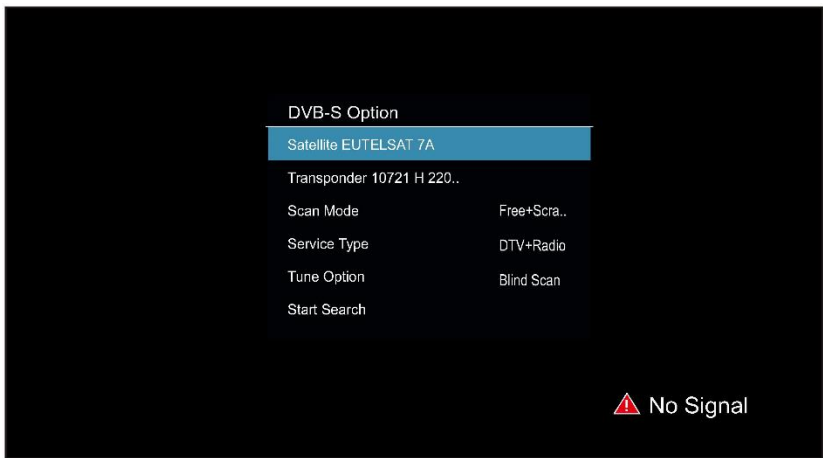 DVB-S Option
Satellite EUTELSAT 7A
Transponder 10721 H 220..
Scan Mode Free+Scra..
Service Type DTV+Radio
Tune Option Blind Scan
Start Search
No Signal